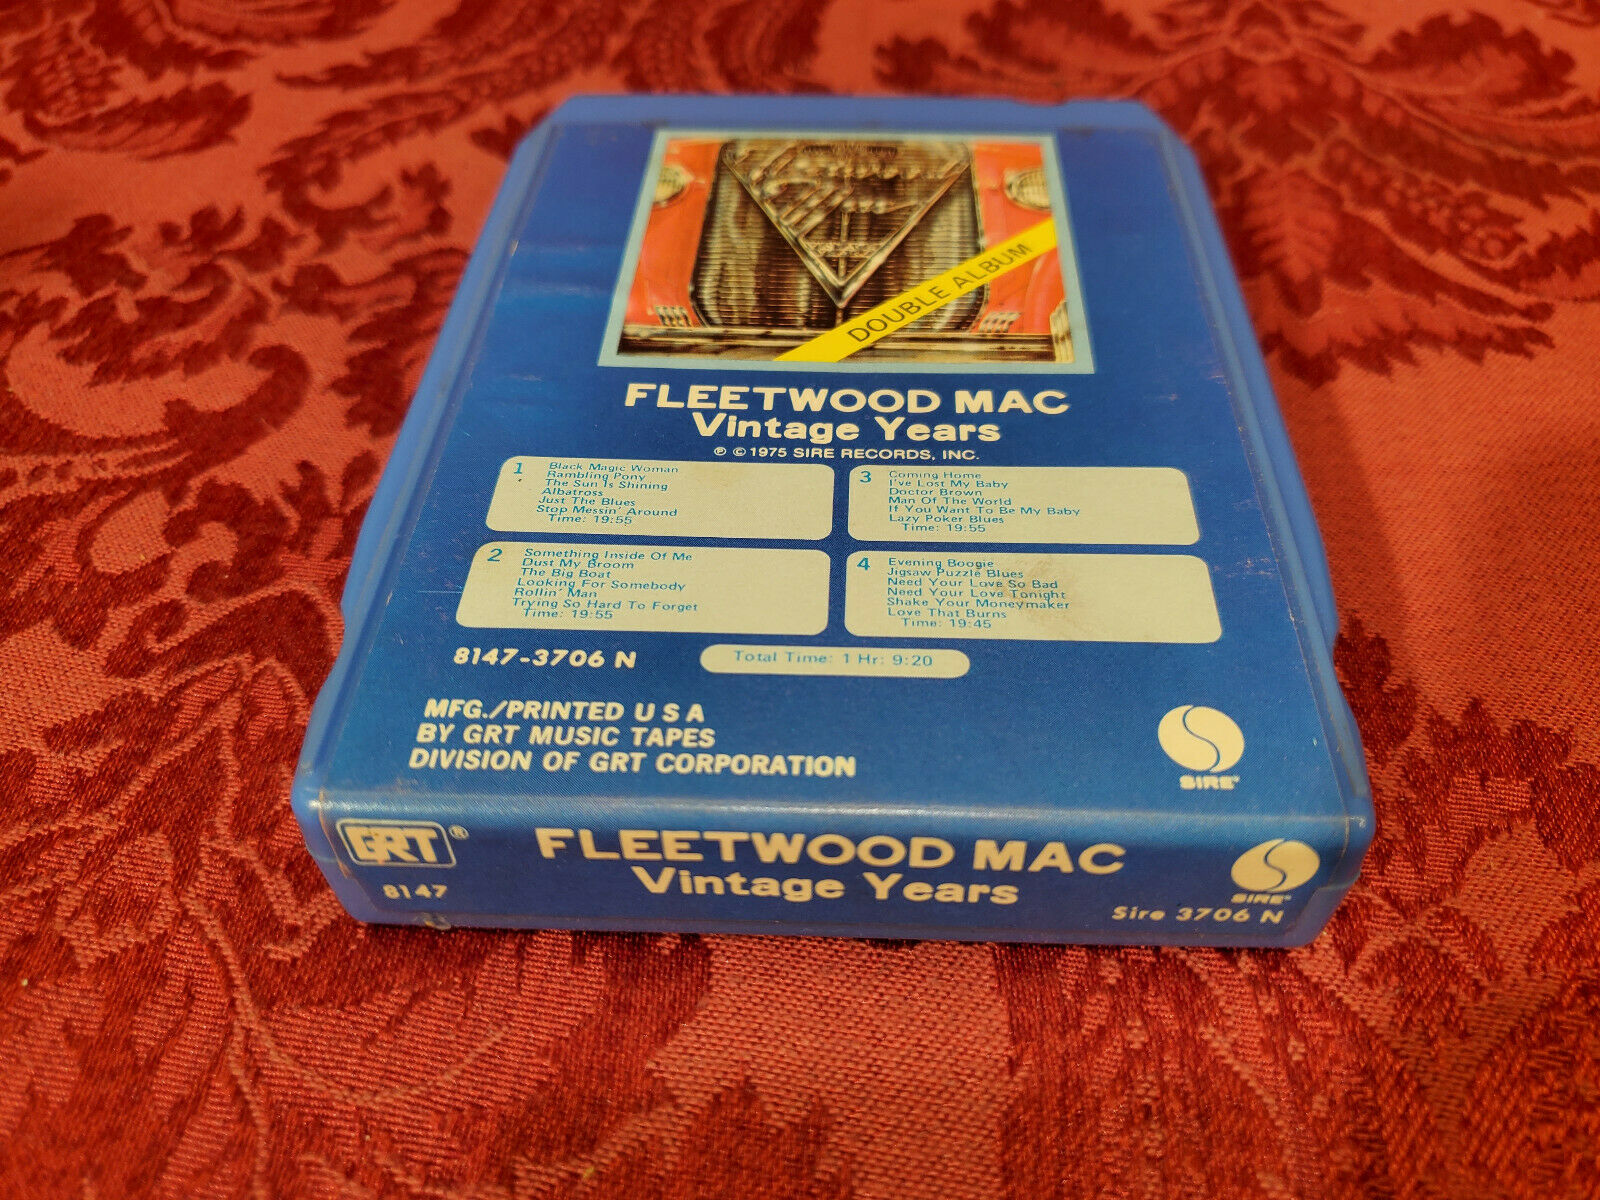 Fleetwood
Mac
DOUBLE ALBUM
FLEETWOOD MAC
Vintage Years
℗ © 1975 SIRE RECORDS, INC.
1
Black Magic Woman
Rambling Pony
The Sun Is Shining
Albatross
Just The Blues
Stop Messin' Around
Time: 19:55
2
Something Inside Of Me
Dust My Broom
The Big Boat
Looking For Somebody
Rollin' Man
Trying So Hard To Forget
Time: 19:55
3
Coming Home
I've Lost My Baby
Doctor Brown
Man Of The World
If You Want To Be My Baby
Lazy Poker Blues
Time: 19:55
4
Evening Boogie
Jigsaw Puzzle Blues
Need Your Love So Bad
Need Your Love Tonight
Shake Your Moneymaker
Love That Burns
Time: 19:45
8147-3706 N
Total Time: 1 Hr: 9:20
MFG./PRINTED U S A
BY GRT MUSIC TAPES
DIVISION OF GRT CORPORATION
SIRE
GRT®
8147
FLEETWOOD MAC
Vintage Years
SIRE
Sire 3706 N